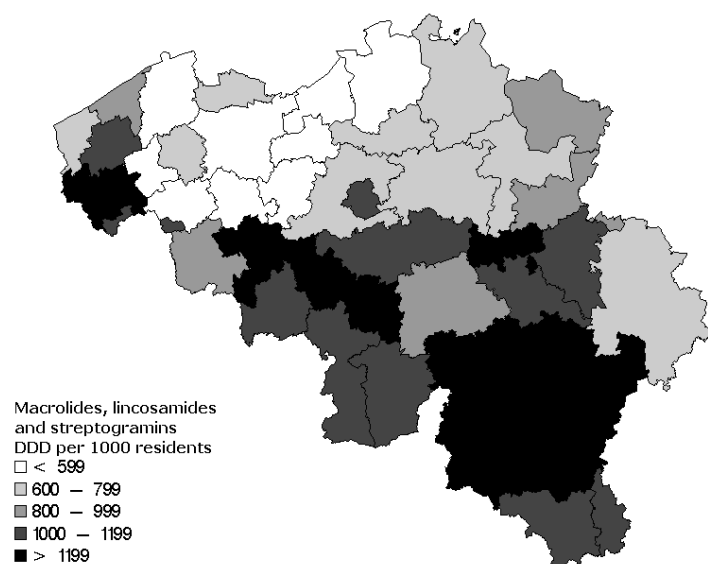 Macrolides, lincosamides
and streptogramins
DDD per 1000 residents
< 599
600 – 799
800 – 999
1000 – 1199
> 1199